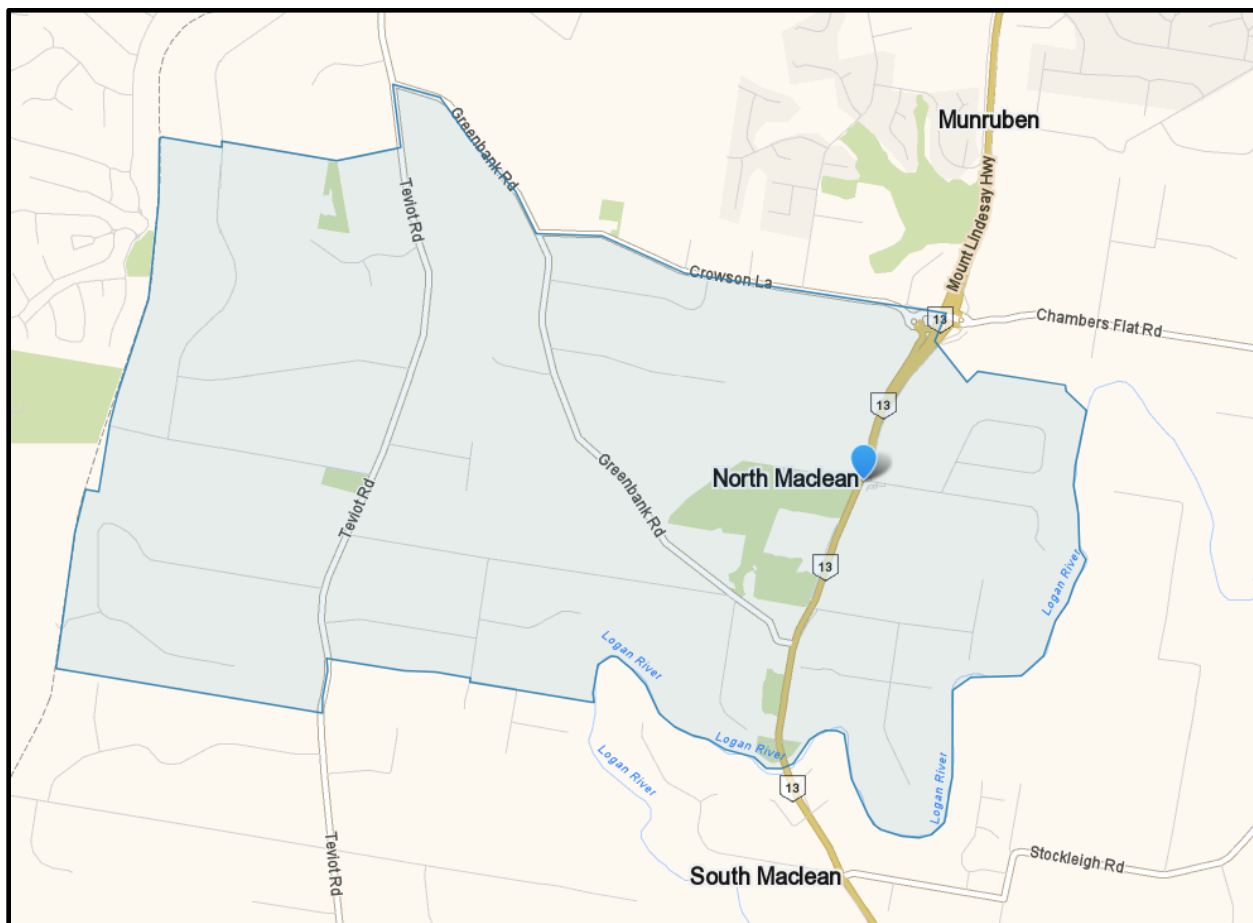 Munruben
Greenbank Rd
Mount Lindesay Hwy
Teviot Rd
Crowson La
13
Chambers Flat Rd
13
North Maclean
Greenbank Rd
Teviot Rd
13
Logan River
Logan River
Logan River
Logan River
Logan River
13
Teviot Rd
Stockleigh Rd
South Maclean